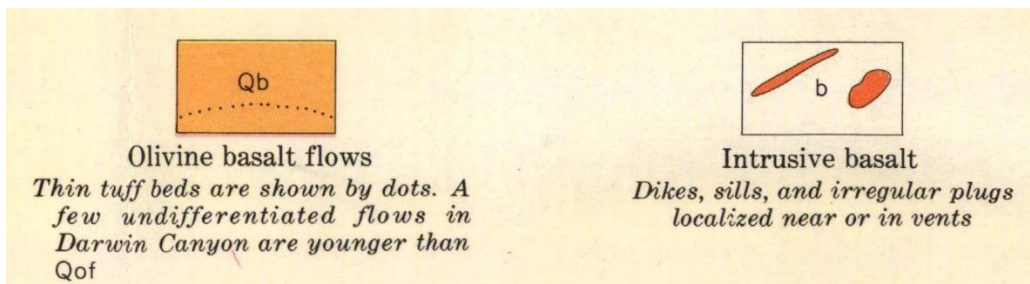 Qb
Olivine basalt flows
Thin tuff beds are shown by dots. A
few undifferentiated flows in
Darwin Canyon are younger than
Qof
b
Intrusive basalt
Dikes, sills, and irregular plugs
localized near or in vents